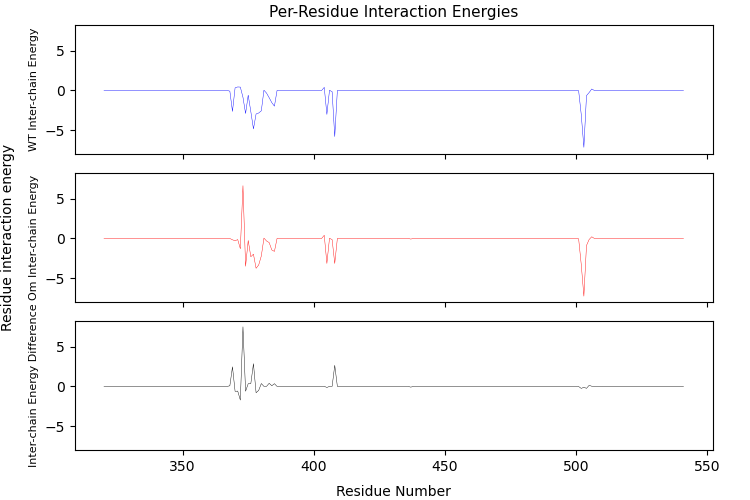 Per-Residue Interaction Energies
Residue interaction energy
WT Inter-chain Energy
5
0
−5
Om Inter-chain Energy
5
0
−5
Inter-chain Energy Difference
5
0
−5
350
400
450
500
550
Residue Number